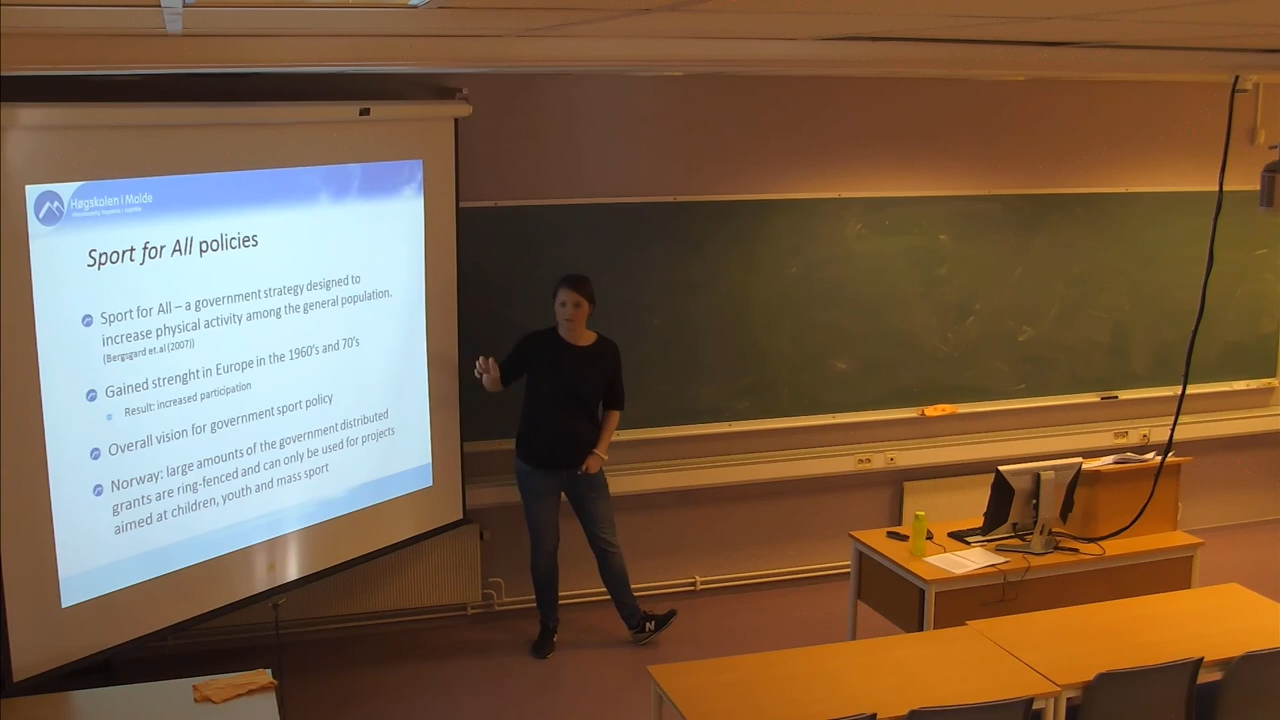 Høgskolen i Molde
Sport for All policies
Sport for All – a government strategy designed to
increase physical activity among the general population.
(Bergsgard et.al (2007))
Gained strenght in Europe in the 1960's and 70's
Result: increased participation
Overall vision for government sport policy
Norway: large amounts of the government distributed
grants are ring-fenced and can only be used for projects
aimed at children, youth and mass sport
N